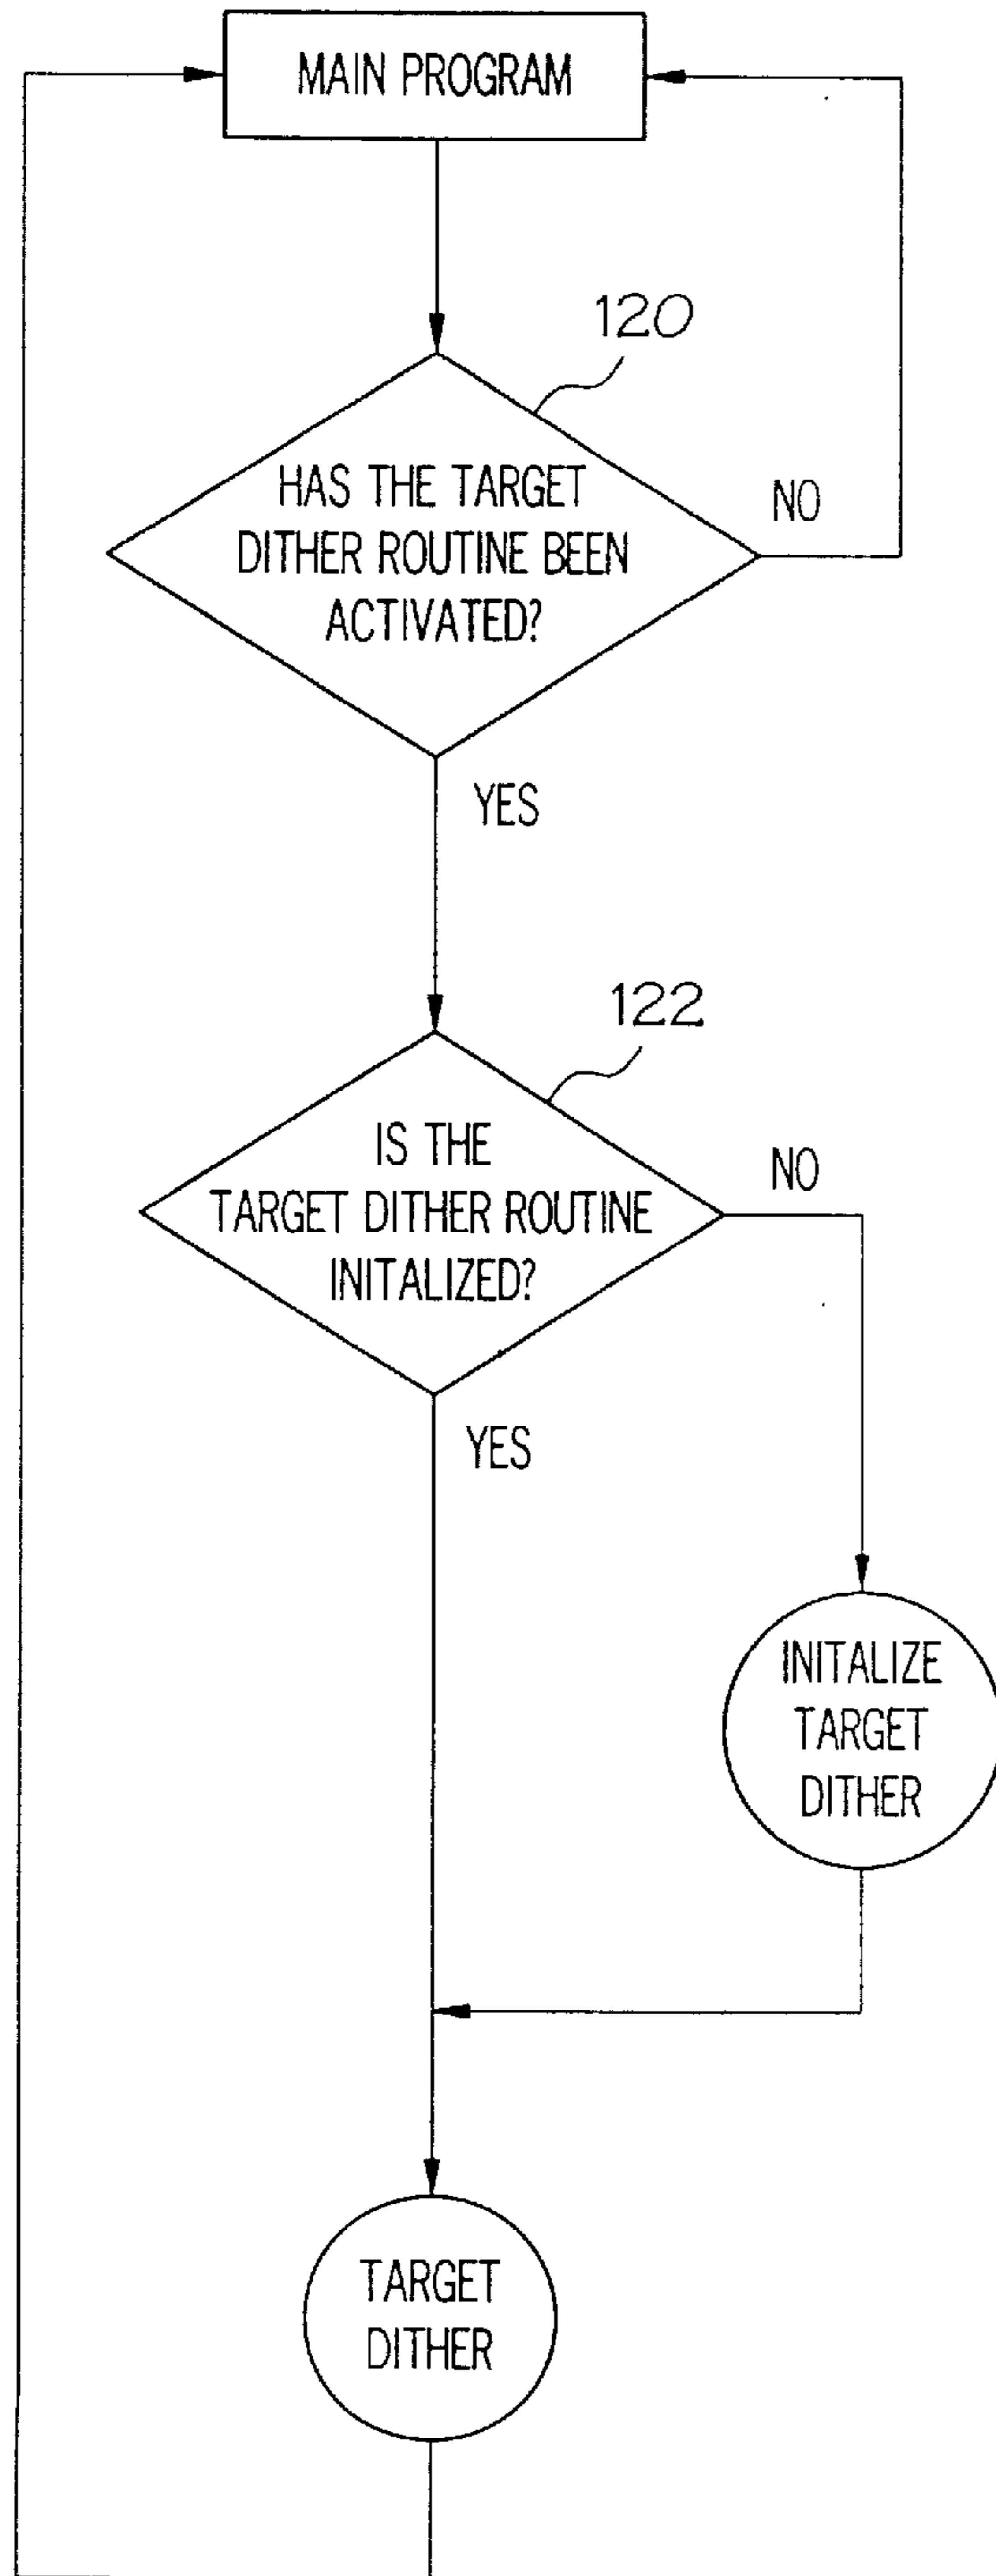 MAIN PROGRAM
120
HAS THE TARGET
DITHER ROUTINE BEEN
ACTIVATED?
NO
YES
122
IS THE
TARGET DITHER ROUTINE
INITALIZED?
NO
YES
INITALIZE
TARGET
DITHER
TARGET
DITHER